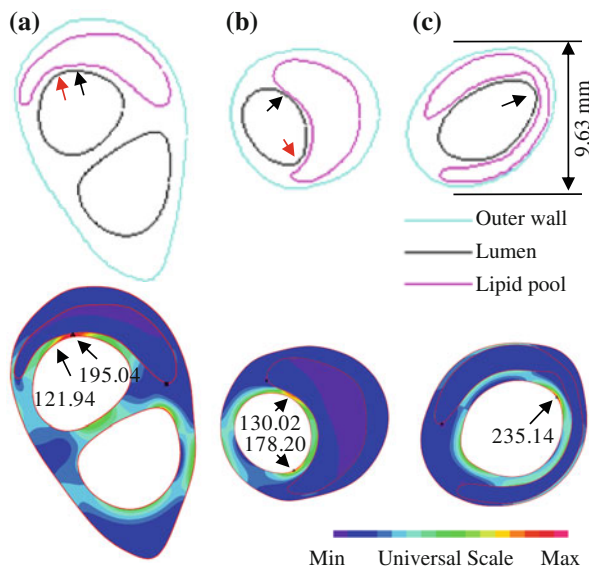 (a)
(b)
(c)
9.63 mm
Outer wall
Lumen
Lipid pool
195.04
121.94
130.02
178.20
235.14
Min Universal Scale Max